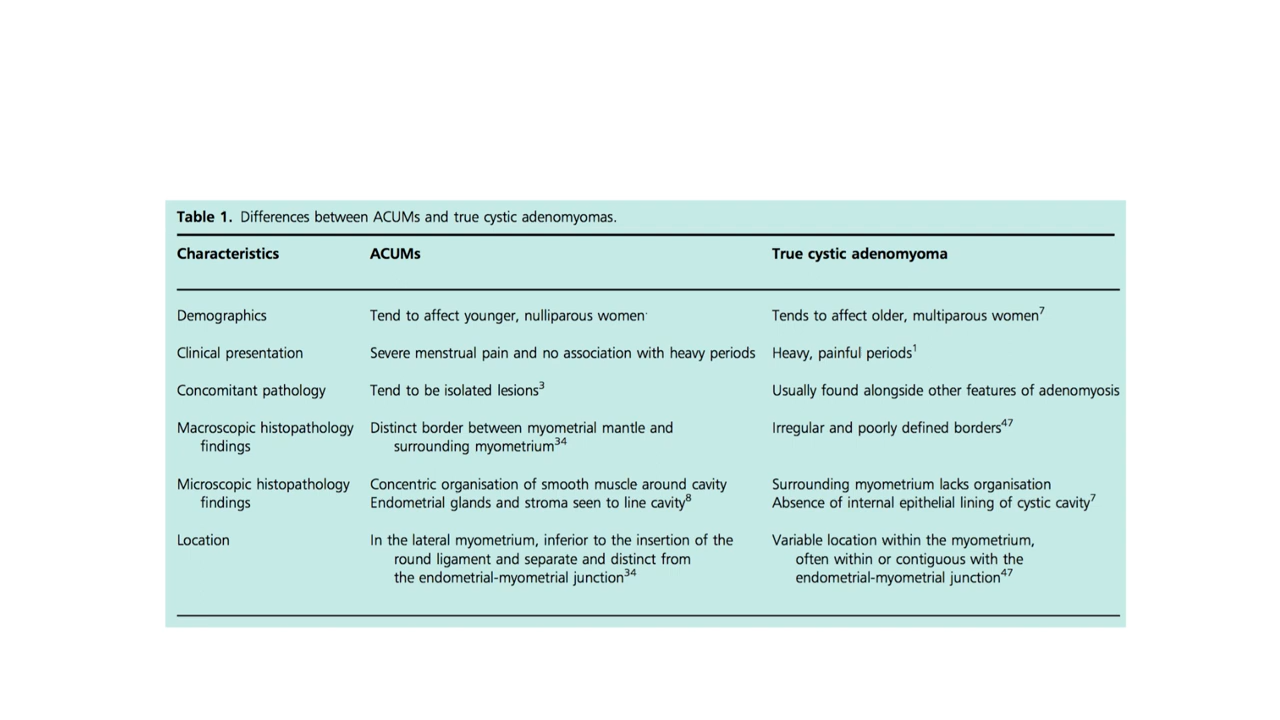 Table 1. Differences between ACUMs and true cystic adenomyomas.
Characteristics ACUMs True cystic adenomyoma
Demographics Tend to affect younger, nulliparous women Tends to affect older, multiparous women7
Clinical presentation Severe menstrual pain and no association with heavy periods Heavy, painful periods1
Concomitant pathology Tend to be isolated lesions3 Usually found alongside other features of adenomyosis
Macroscopic histopathology Distinct border between myometrial mantle and Irregular and poorly defined borders47
findings surrounding myometrium34
Microscopic histopathology Concentric organisation of smooth muscle around cavity Surrounding myometrium lacks organisation
findings Endometrial glands and stroma seen to line cavity8 Absence of internal epithelial lining of cystic cavity7
Location In the lateral myometrium, inferior to the insertion of the Variable location within the myometrium,
round ligament and separate and distinct from often within or contiguous with the
the endometrial-myometrial junction34 endometrial-myometrial junction47